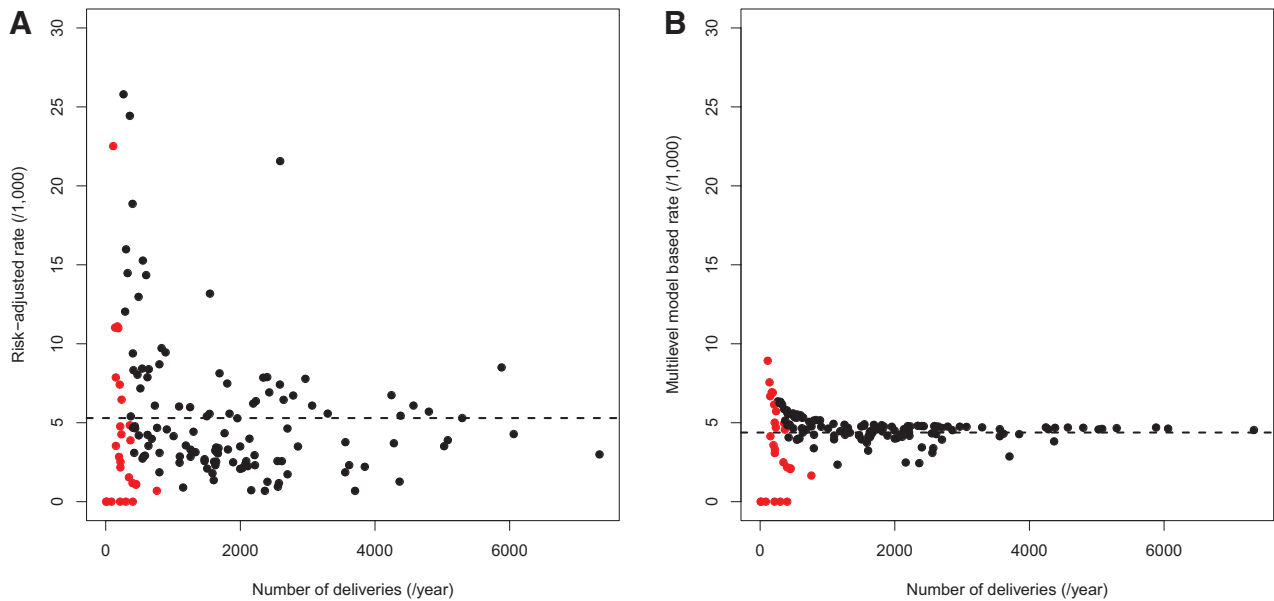 A
Risk−adjusted rate (/1,000)
30
25
20
15
10
5
0
0 2000 4000 6000
Number of deliveries (/year)
B
Multilevel model based rate (/1,000)
30
25
20
15
10
5
0
0 2000 4000 6000
Number of deliveries (/year)